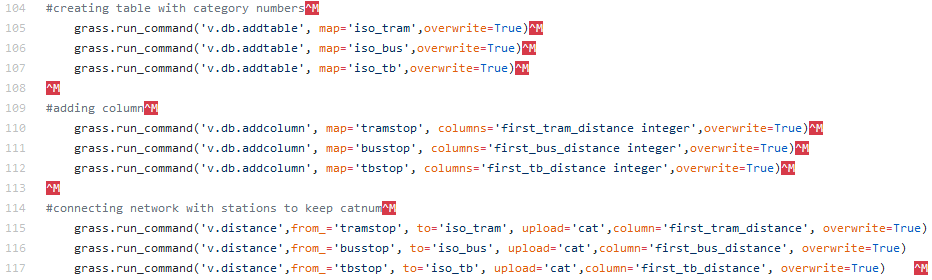 104 #creating table with category numbers^M
105 grass.run_command('v.db.addtable', map='iso_tram',overwrite=True)^M
106 grass.run_command('v.db.addtable', map='iso_bus',overwrite=True)^M
107 grass.run_command('v.db.addtable', map='iso_tb',overwrite=True)^M
108 ^M
109 #adding column^M
110 grass.run_command('v.db.addcolumn', map='tramstop', columns='first_tram_distance integer',overwrite=True)^M
111 grass.run_command('v.db.addcolumn', map='busstop', columns='first_bus_distance integer',overwrite=True)^M
112 grass.run_command('v.db.addcolumn', map='tbstop', columns='first_tb_distance integer',overwrite=True)^M
113 ^M
114 #connecting network with stations to keep catnum^M
115 grass.run_command('v.distance',from_='tramstop', to='iso_tram', upload='cat',column='first_tram_distance', overwrite=True)
116 grass.run_command('v.distance',from_='busstop', to='iso_bus', upload='cat',column='first_bus_distance', overwrite=True)
117 grass.run_command('v.distance',from_='tbstop', to='iso_tb', upload='cat',column='first_tb_distance', overwrite=True) ^M